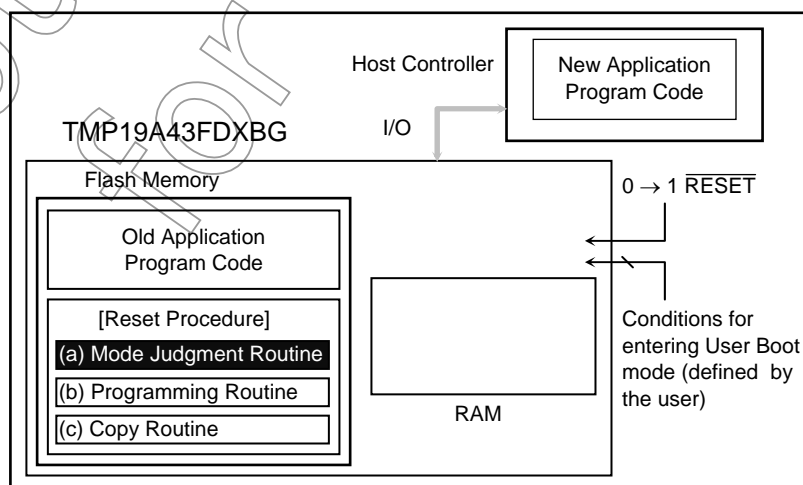 Host Controller
New Application
Program Code
TMP19A43FDXBG
I/O
Flash Memory
0 → 1 RESET
Old Application
Program Code
[Reset Procedure]
(a) Mode Judgment Routine
(b) Programming Routine
(c) Copy Routine
RAM
Conditions for
entering User Boot
mode (defined by
the user)